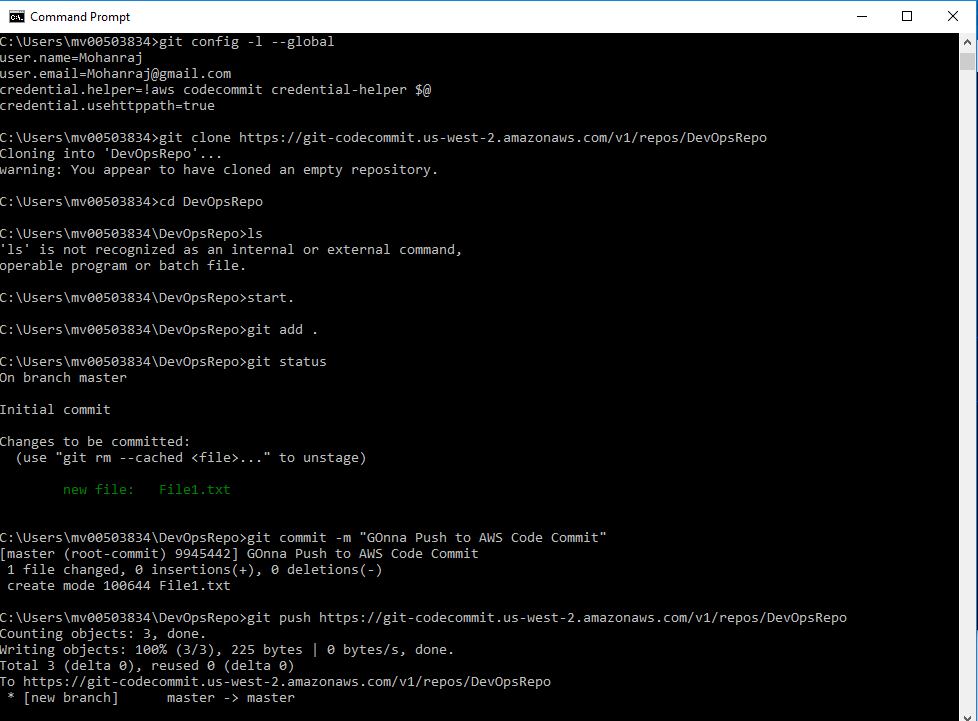 Command Prompt
C:\Users\mv00503834>git config -l --global
user.name=Mohanraj
user.email=Mohanraj@gmail.com
credential.helper=!aws codecommit credential-helper $@
credential.usehttppath=true
C:\Users\mv00503834>git clone https://git-codecommit.us-west-2.amazonaws.com/v1/repos/DevOpsRepo
Cloning into 'DevOpsRepo'...
warning: You appear to have cloned an empty repository.
C:\Users\mv00503834>cd DevOpsRepo
C:\Users\mv00503834\DevOpsRepo>ls
'ls' is not recognized as an internal or external command,
operable program or batch file.
C:\Users\mv00503834\DevOpsRepo>start.
C:\Users\mv00503834\DevOpsRepo>git add .
C:\Users\mv00503834\DevOpsRepo>git status
On branch master
Initial commit
Changes to be committed:
  (use "git rm --cached <file>..." to unstage)
        new file:   File1.txt
C:\Users\mv00503834\DevOpsRepo>git commit -m "GOnna Push to AWS Code Commit"
[master (root-commit) 9945442] GOnna Push to AWS Code Commit
 1 file changed, 0 insertions(+), 0 deletions(-)
 create mode 100644 File1.txt
C:\Users\mv00503834\DevOpsRepo>git push https://git-codecommit.us-west-2.amazonaws.com/v1/repos/DevOpsRepo
Counting objects: 3, done.
Writing objects: 100% (3/3), 225 bytes | 0 bytes/s, done.
Total 3 (delta 0), reused 0 (delta 0)
To https://git-codecommit.us-west-2.amazonaws.com/v1/repos/DevOpsRepo
 * [new branch]      master -> master